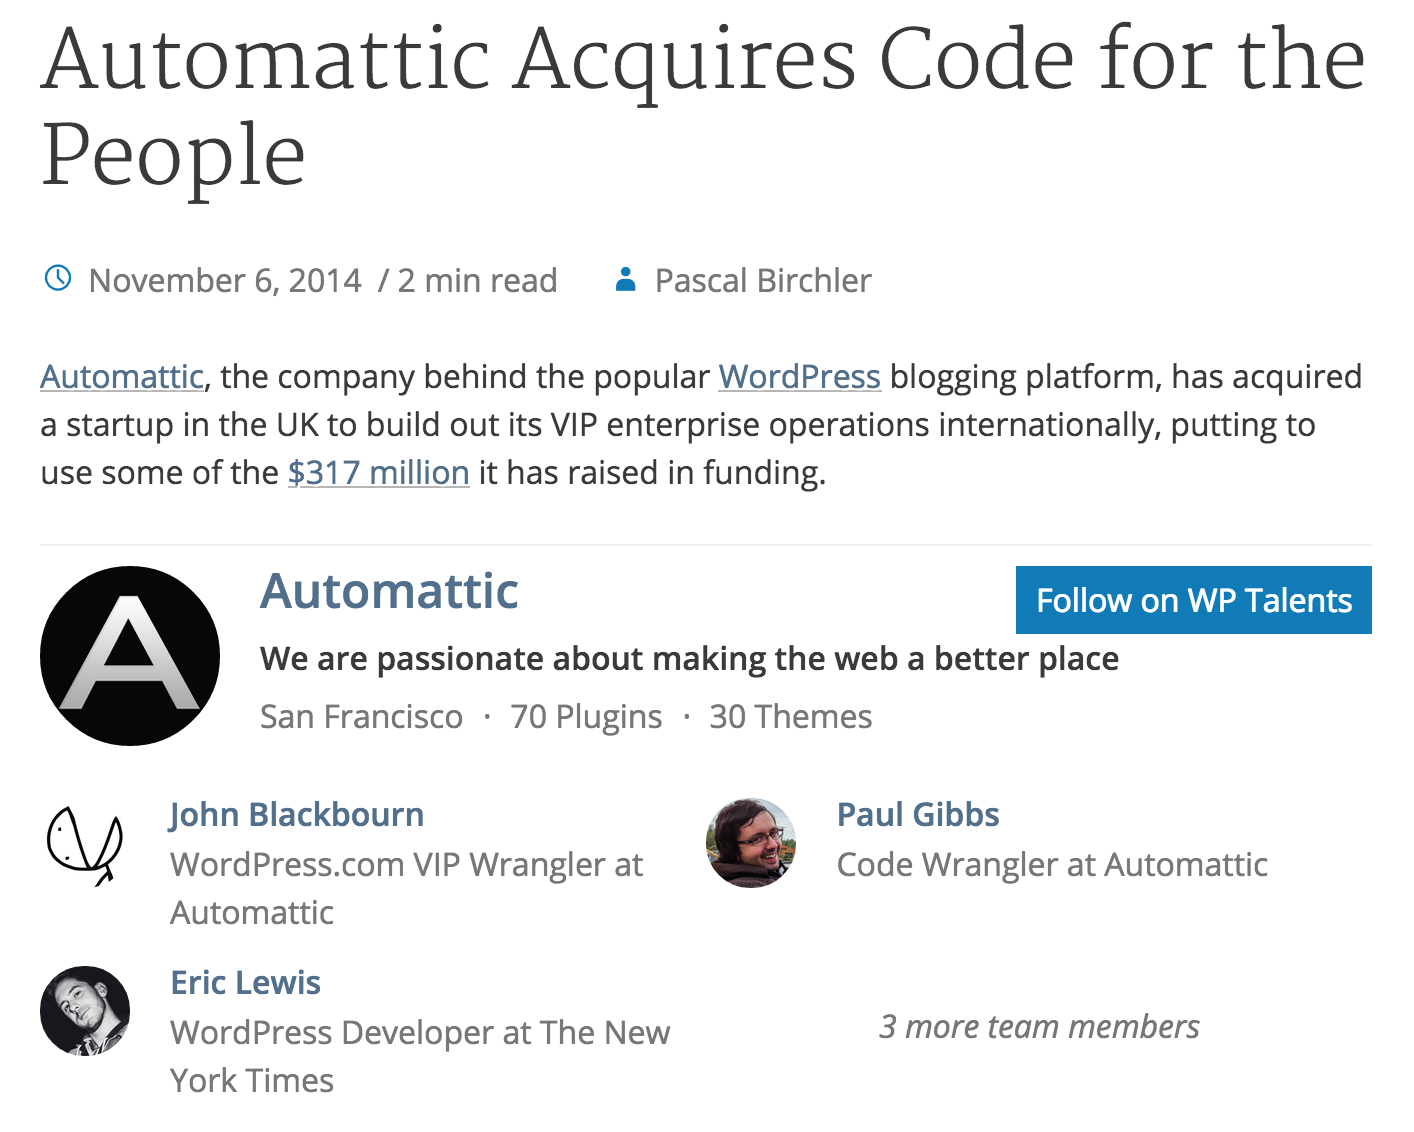 Automattic Acquires Code for the
People
November 6, 2014 / 2 min read Pascal Birchler
Automattic, the company behind the popular WordPress blogging platform, has acquired
a startup in the UK to build out its VIP enterprise operations internationally, putting to
use some of the $317 million it has raised in funding.
A
Automattic
Follow on WP Talents
We are passionate about making the web a better place
San Francisco · 70 Plugins · 30 Themes
John Blackbourn
WordPress.com VIP Wrangler at
Automattic
Paul Gibbs
Code Wrangler at Automattic
Eric Lewis
WordPress Developer at The New
York Times
3 more team members